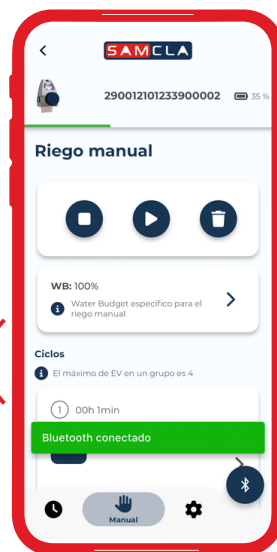 SAMCLA
290012101233900002 35 %
Riego manual
WB: 100%
Water Budget específico para el
riego manual
Ciclos
El máximo de EV en un grupo es 4
1 00h 1min
Bluetooth conectado
Manual